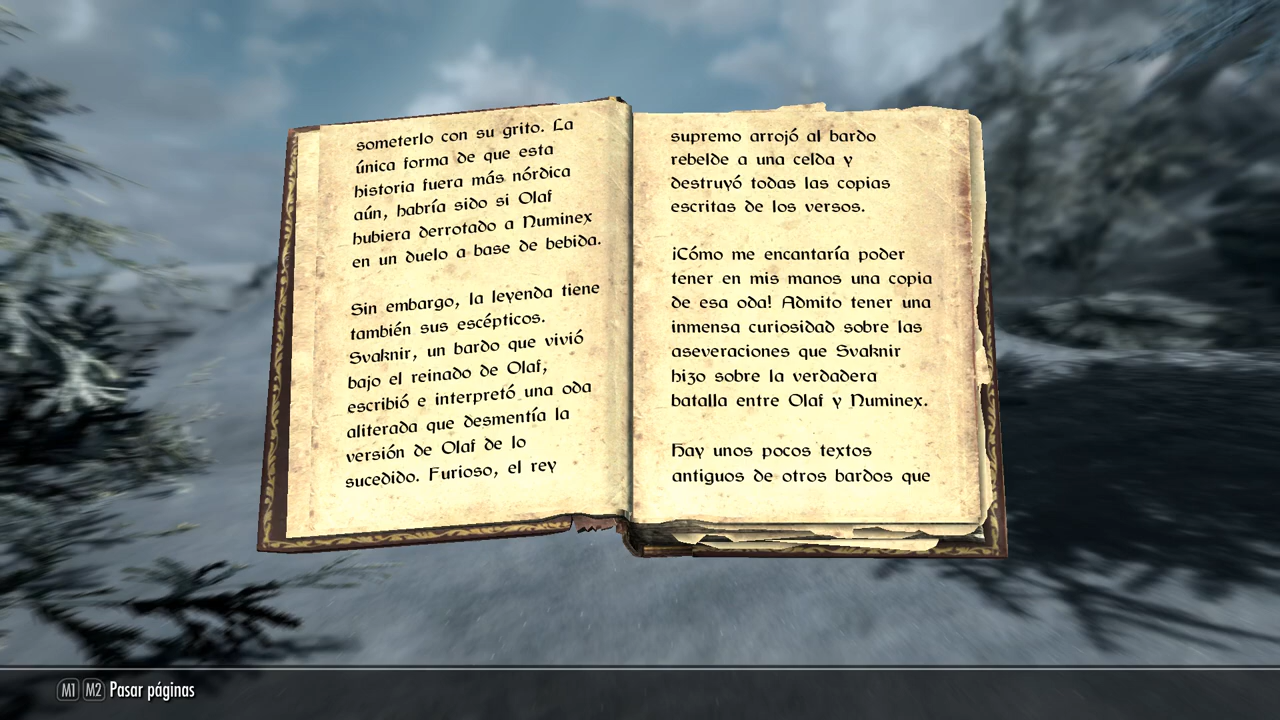 someterlo con su grito. La
única forma de que esta
historia fuera más nórdica
aún, habría sido si Olaf
hubiera derrotado a Numinex
en un duelo a base de bebida.
Sin embargo, la leyenda tiene
también sus escépticos.
Svaknir, un bardo que vivió
bajo el reinado de Olaf,
escribió e interpretó una oda
aliterada que desmentía la
versión de Olaf de lo
sucedido. Furioso, el rey
supremo arrojó al bardo
rebelde a una celda y
destruyó todas las copias
escritas de los versos.
¡Cómo me encantaría poder
tener en mis manos una copia
de esa oda! Admito tener una
inmensa curiosidad sobre las
aseveraciones que Svaknir
hizo sobre la verdadera
batalla entre Olaf y Numinex.
Hay unos pocos textos
antiguos de otros bardos que
M1 M2 Pasar páginas